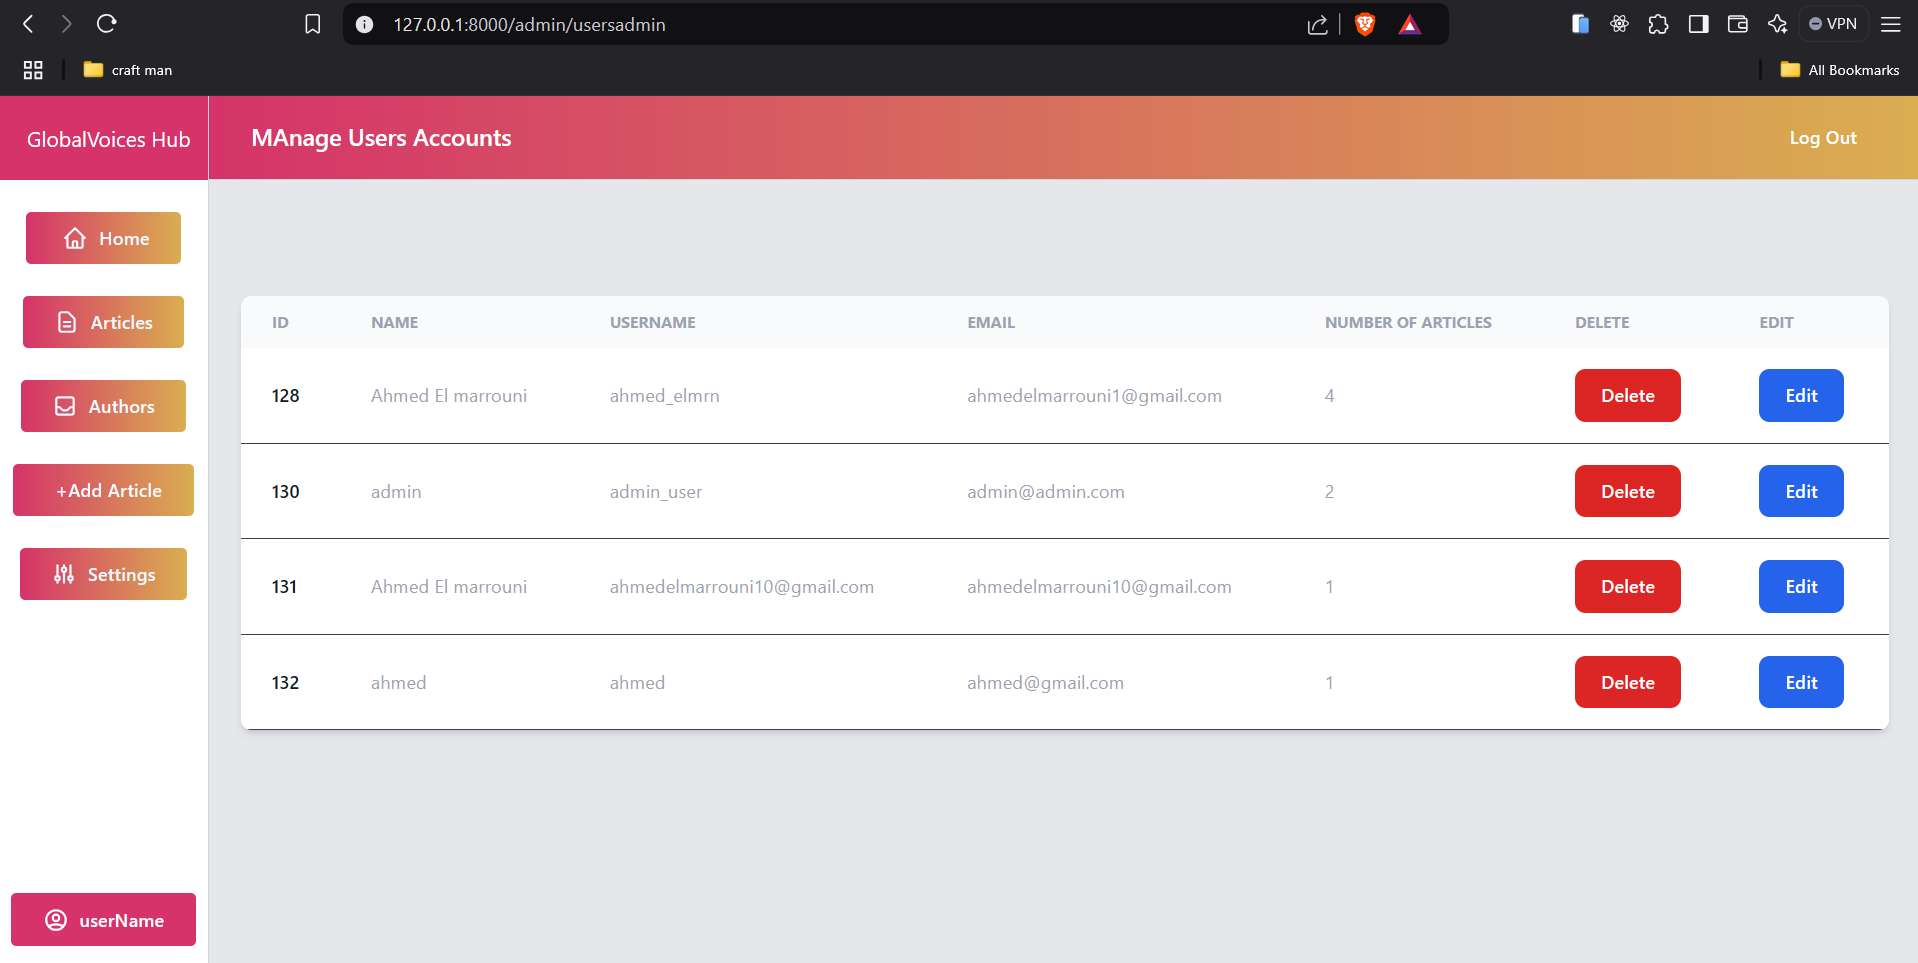 127.0.0.1:8000/admin/usersadmin
VPN
craft man
All Bookmarks
GlobalVoices Hub
MAnage Users Accounts
Log Out
Home
Articles
Authors
+Add Article
Settings
userName
ID NAME USERNAME EMAIL NUMBER OF ARTICLES DELETE EDIT
128 Ahmed El marrouni ahmed_elmrn ahmedelmarrouni1@gmail.com 4 Delete Edit
130 admin admin_user admin@admin.com 2 Delete Edit
131 Ahmed El marrouni ahmedelmarrouni10@gmail.com ahmedelmarrouni10@gmail.com 1 Delete Edit
132 ahmed ahmed ahmed@gmail.com 1 Delete Edit